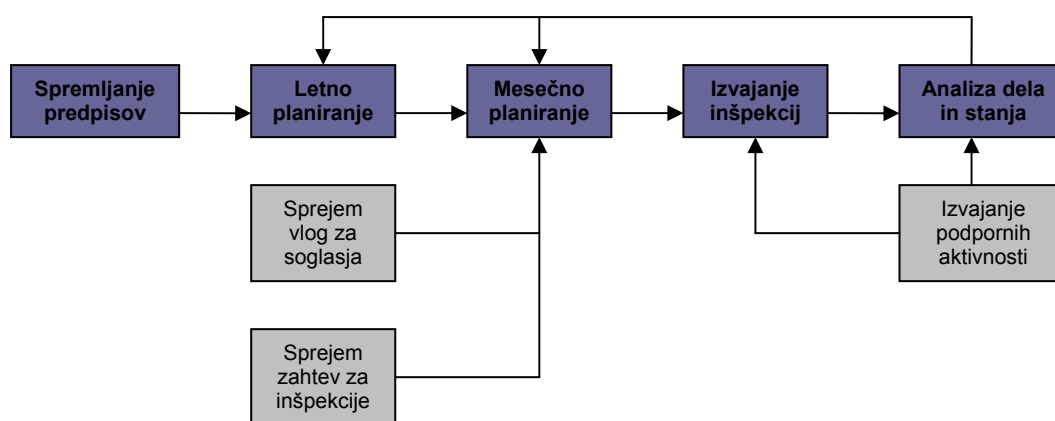 Spremljanje
predpisov
Letno
planiranje
Mesečno
planiranje
Izvajanje
inšpekcij
Analiza dela
in stanja
Sprejem
vlog za
soglasja
Izvajanje
podpornih
aktivnosti
Sprejem
zahtev za
inšpekcije